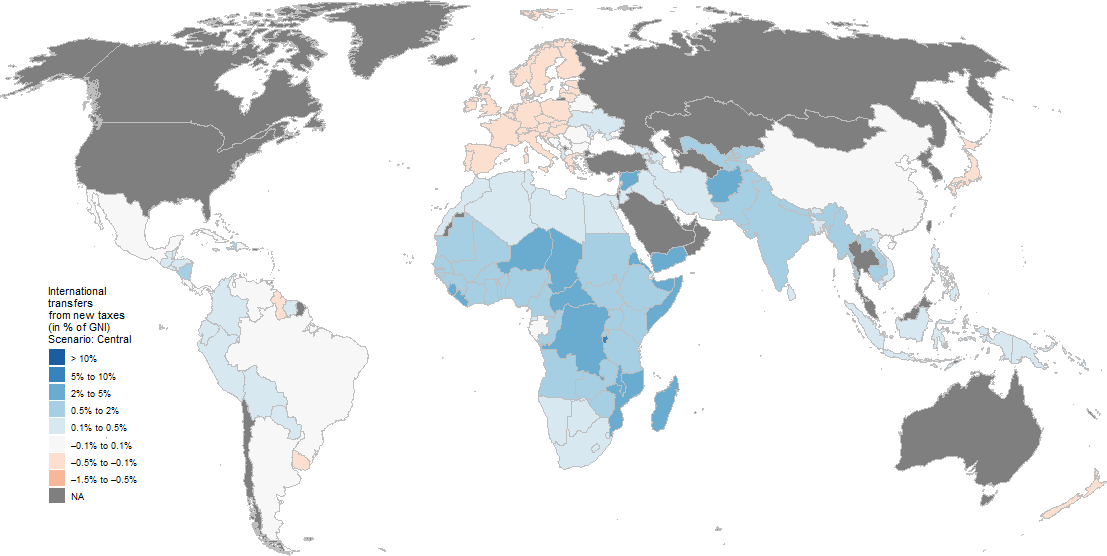 International
transfers
from new taxes
(in % of GNI)
Scenario: Central
> 10%
5% to 10%
2% to 5%
0.5% to 2%
0.1% to 0.5%
–0.1% to 0.1%
–0.5% to –0.1%
–1.5% to –0.5%
NA